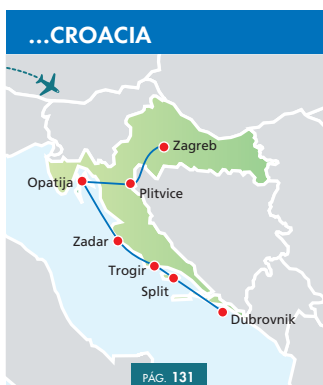 ...CROACIA
Zagreb
Opatija
Plitvice
Zadar
Trogir
Split
Dubrovnik
PÁG. 131